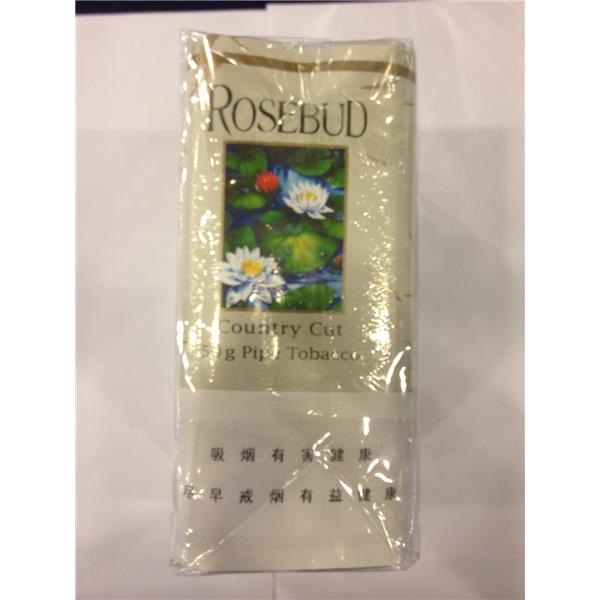 ROSEBUD
Country Cut
50g Pipe Tobacco
吸烟有害健康
尽早戒烟有益健康